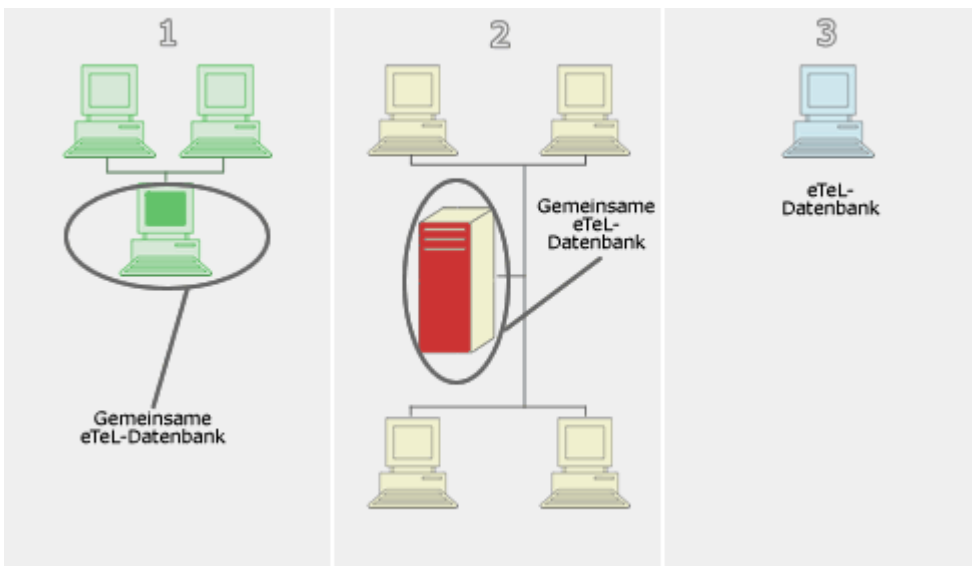 1
Gemeinsame
eTeL-Datenbank
2
Gemeinsame
eTeL-
Datenbank
3
eTeL-
Datenbank